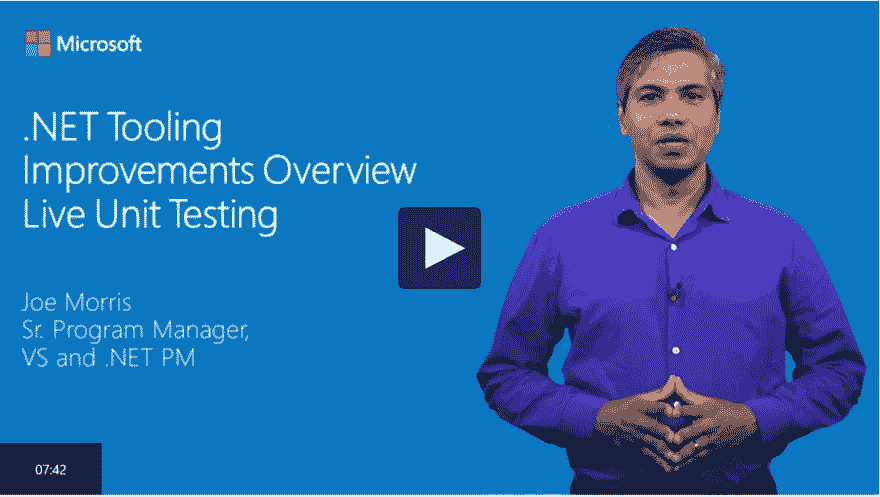 Microsoft
.NET Tooling
Improvements Overview
Live Unit Testing
Joe Morris
Sr. Program Manager,
VS and .NET PM
07:42